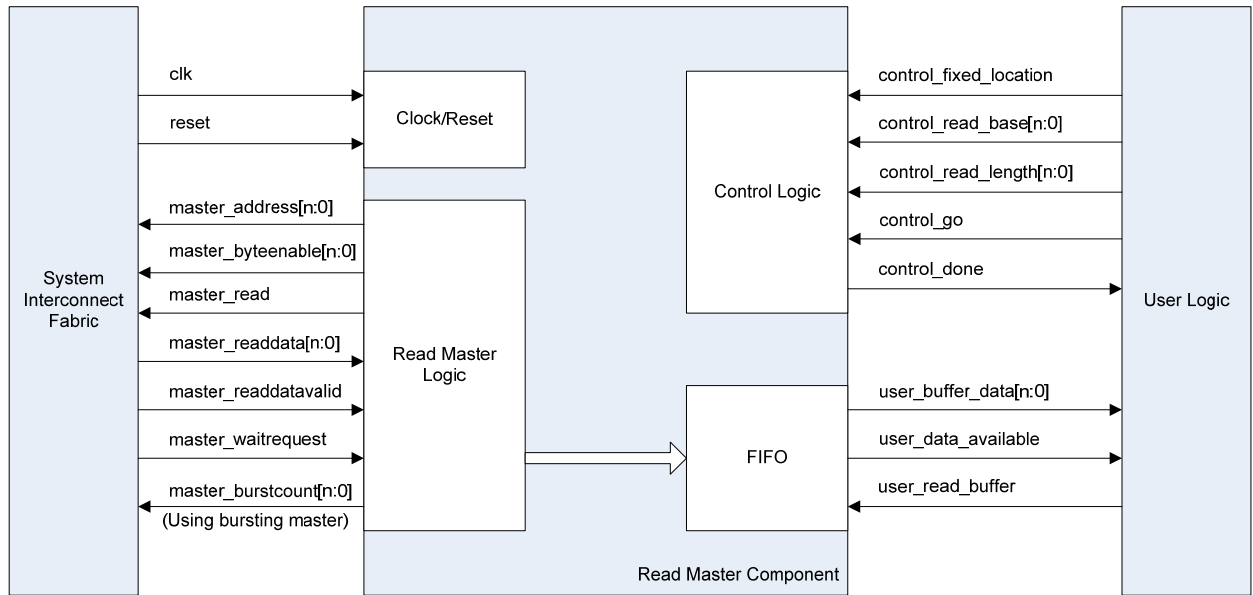 clk
reset
Clock/Reset
master_address[n:0]
master_byteenable[n:0]
master_read
master_readdata[n:0]
master_readdatavalid
master_waitrequest
master_burstcount[n:0]
(Using bursting master)
System
Interconnect
Fabric
Read Master
Logic
Control Logic
FIFO
Read Master Component
control_fixed_location
control_read_base[n:0]
control_read_length[n:0]
control_go
control_done
user_buffer_data[n:0]
user_data_available
user_read_buffer
User Logic